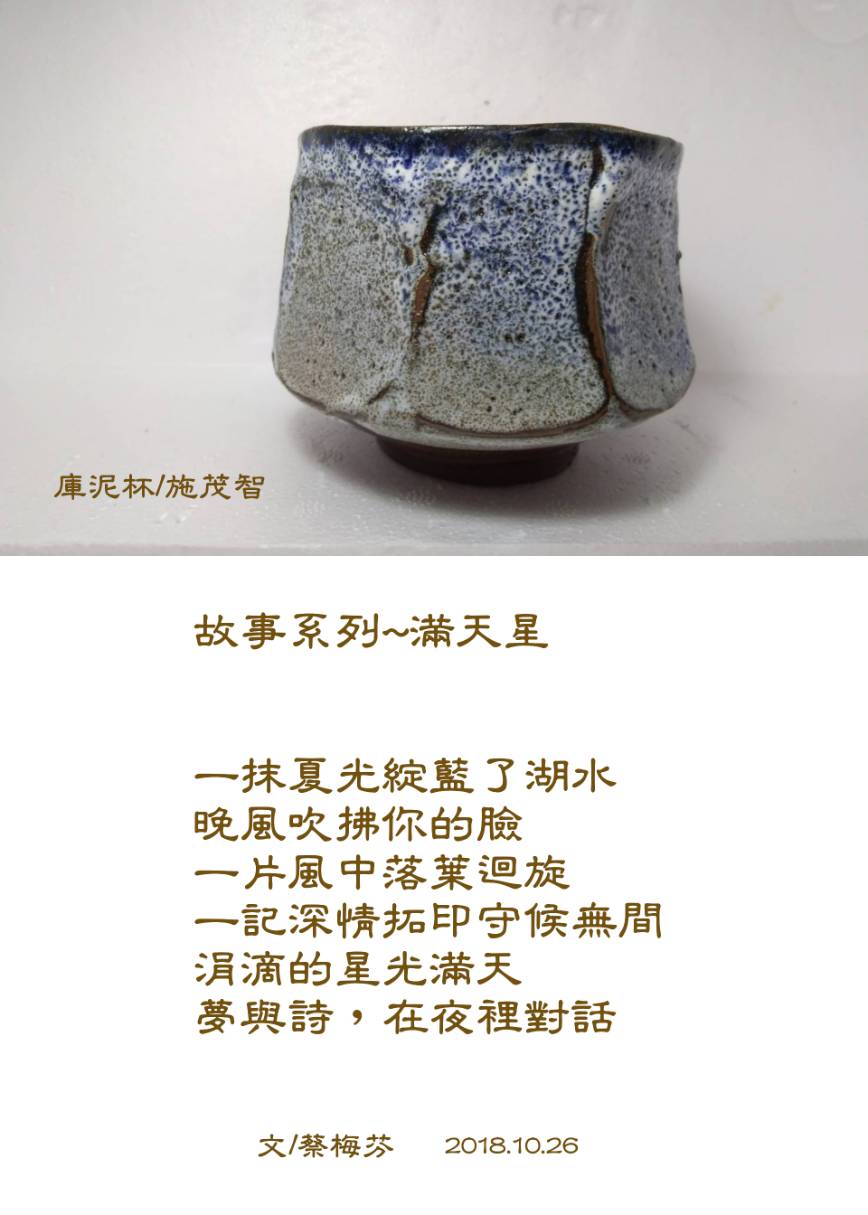 庫泥杯/施茂智
故事系列~滿天星
一抹夏光綻藍了湖水
晚風吹拂你的臉
一片風中落葉迴旋
一記深情拓印守候無間
涓滴的星光滿天
夢與詩，在夜裡對話
文/蔡梅芬 2018.10.26